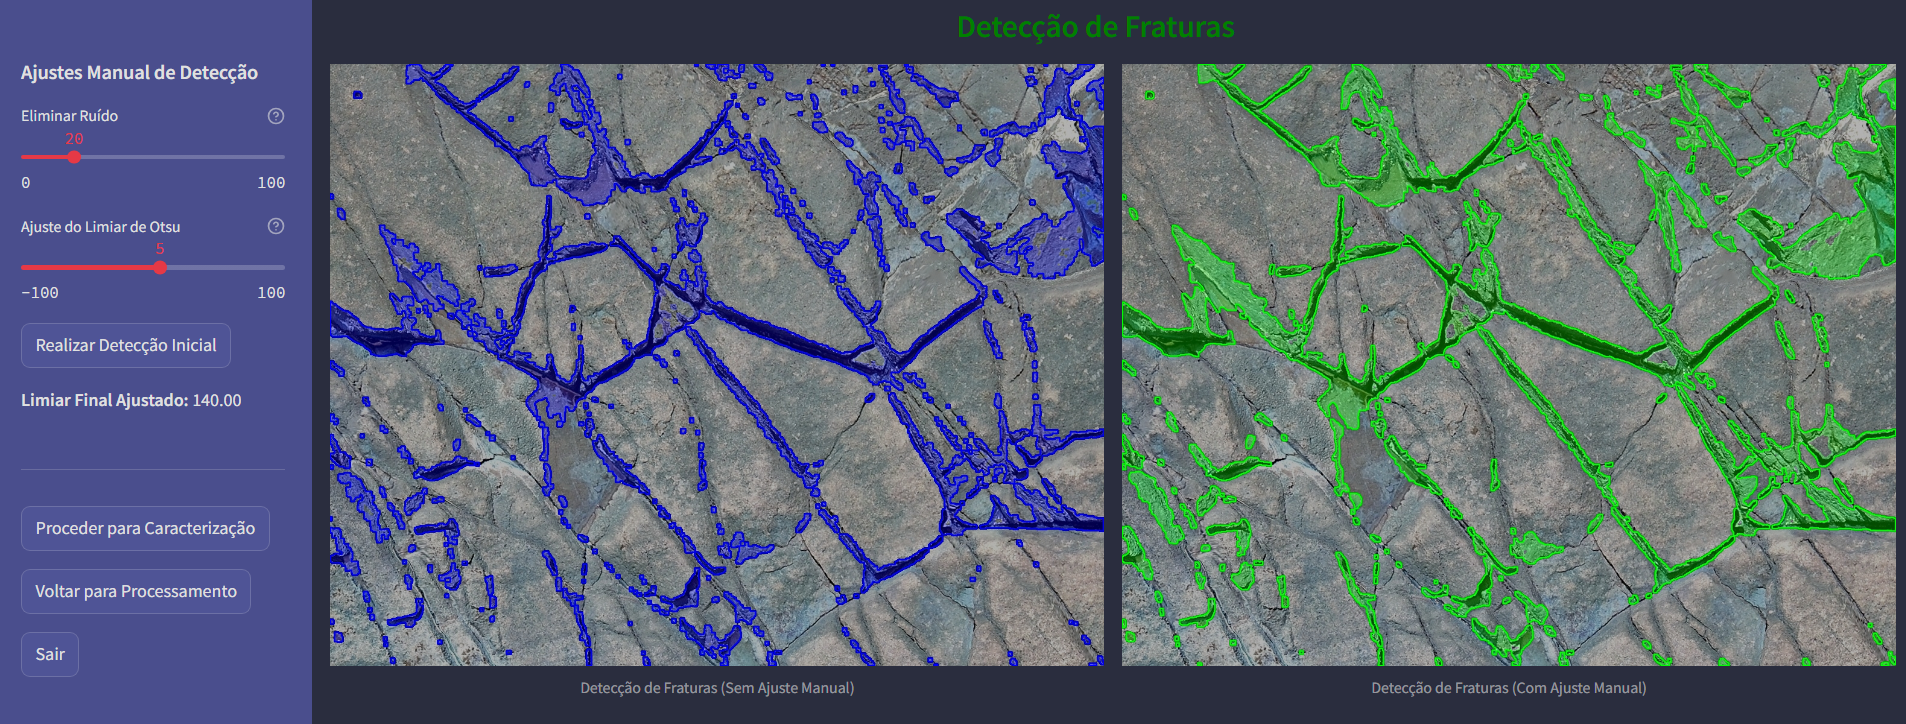 Ajustes Manual de Detecção
Eliminar Ruído
20
0 100
Ajuste do Limiar de Otsu
5
-100 100
Realizar Detecção Inicial
Limiar Final Ajustado: 140.00
Proceder para Caracterização
Voltar para Processamento
Sair
Detecção de Fraturas
Detecção de Fraturas (Sem Ajuste Manual)
Detecção de Fraturas (Com Ajuste Manual)